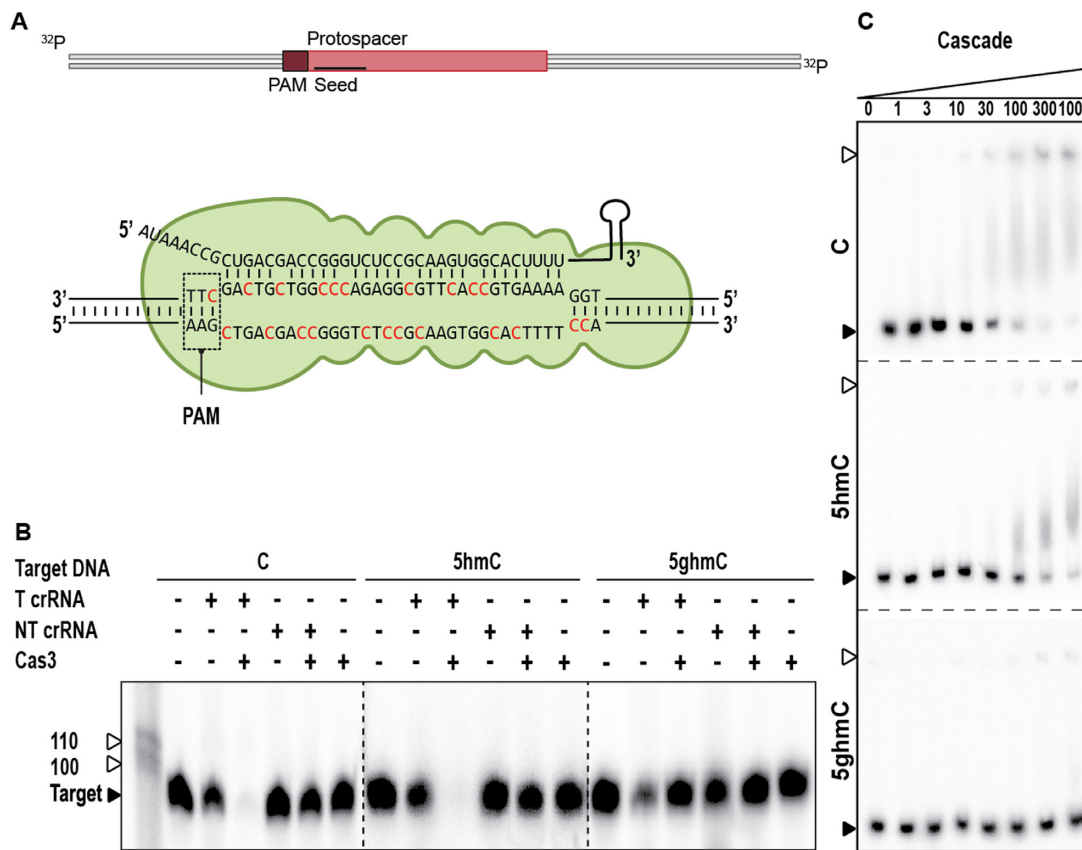 A
32P
Protospacer
32P
PAM Seed
5' AUAAACCG CUGACGACCGGGUCUCCGCAAGUGGCACUUUU 3'
GACTGCTGGCCCAGAGGCGTTCACCGTGAAAA
3' TTC GGT 5'
5' AAG CCA 3'
CTGACGACCGGGTCTCCGCAAGTGGCACTTTT
PAM
B
Target DNA C 5hmC 5ghmC
T crRNA - + + - - - - + + - - - - + + - - -
NT crRNA - - - + + - - - - + + - - - - + + -
Cas3 - - + - + + - - + - + + - - + - + +
110
100
Target
C
Cascade
0 1 3 10 30 100 300 100
C
5hmC
5ghmC